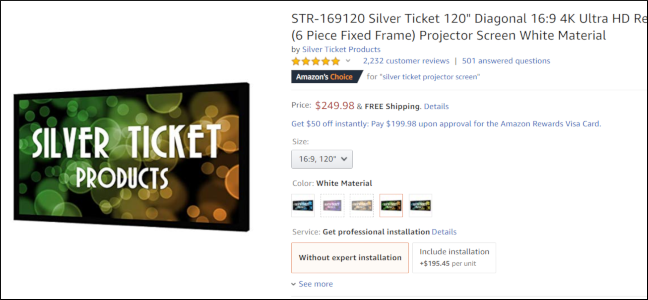 STR-169120 Silver Ticket 120" Diagonal 16:9 4K Ultra HD Re
(6 Piece Fixed Frame) Projector Screen White Material
by Silver Ticket Products
2,232 customer reviews | 501 answered questions
Amazon's Choice for "silver ticket projector screen"
Price: $249.98 & FREE Shipping. Details
Get $50 off instantly: Pay $199.98 upon approval for the Amazon Rewards Visa Card.
Size:
16:9, 120"
Color: White Material
Service: Get professional installation Details
Without expert installation
Include installation
+$195.45 per unit
See more
SILVER TICKET
PRODUCTS